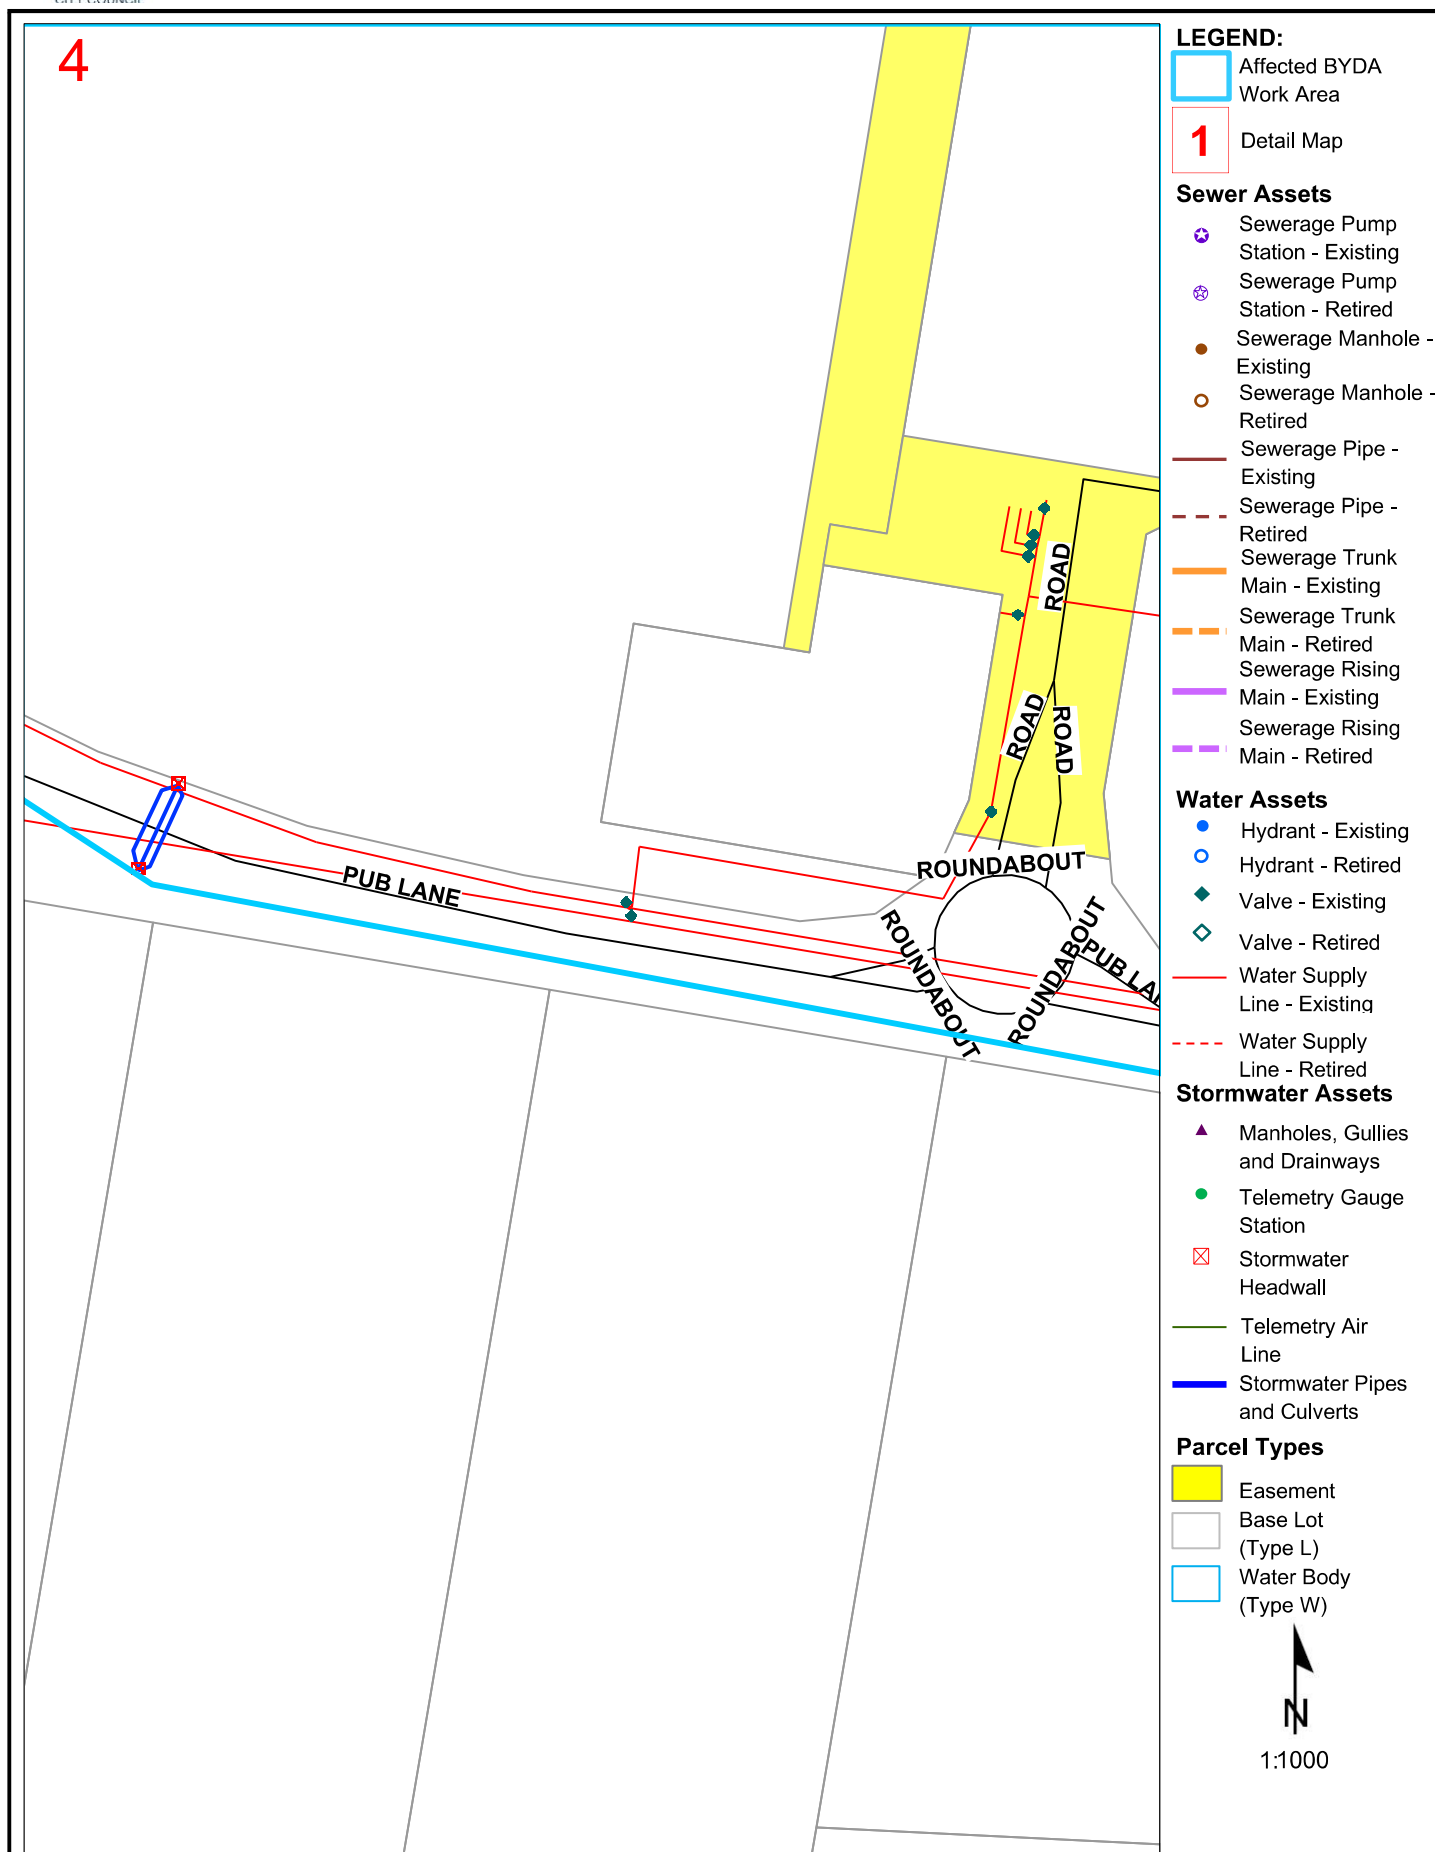 CITY COUNCIL
4
ROAD
ROAD
ROAD
ROUNDABOUT
PUB LANE
ROUNDABOUT
ROUNDABOUT
PUB LAN
LEGEND:
Affected BYDA
Work Area
1
Detail Map
Sewer Assets
Sewerage Pump
Station - Existing
Sewerage Pump
Station - Retired
Sewerage Manhole -
Existing
Sewerage Manhole -
Retired
Sewerage Pipe -
Existing
Sewerage Pipe -
Retired
Sewerage Trunk
Main - Existing
Sewerage Trunk
Main - Retired
Sewerage Rising
Main - Existing
Sewerage Rising
Main - Retired
Water Assets
Hydrant - Existing
Hydrant - Retired
Valve - Existing
Valve - Retired
Water Supply
Line - Existing
Water Supply
Line - Retired
Stormwater Assets
Manholes, Gullies
and Drainways
Telemetry Gauge
Station
Stormwater
Headwall
Telemetry Air
Line
Stormwater Pipes
and Culverts
Parcel Types
Easement
Base Lot
(Type L)
Water Body
(Type W)
N
1:1000